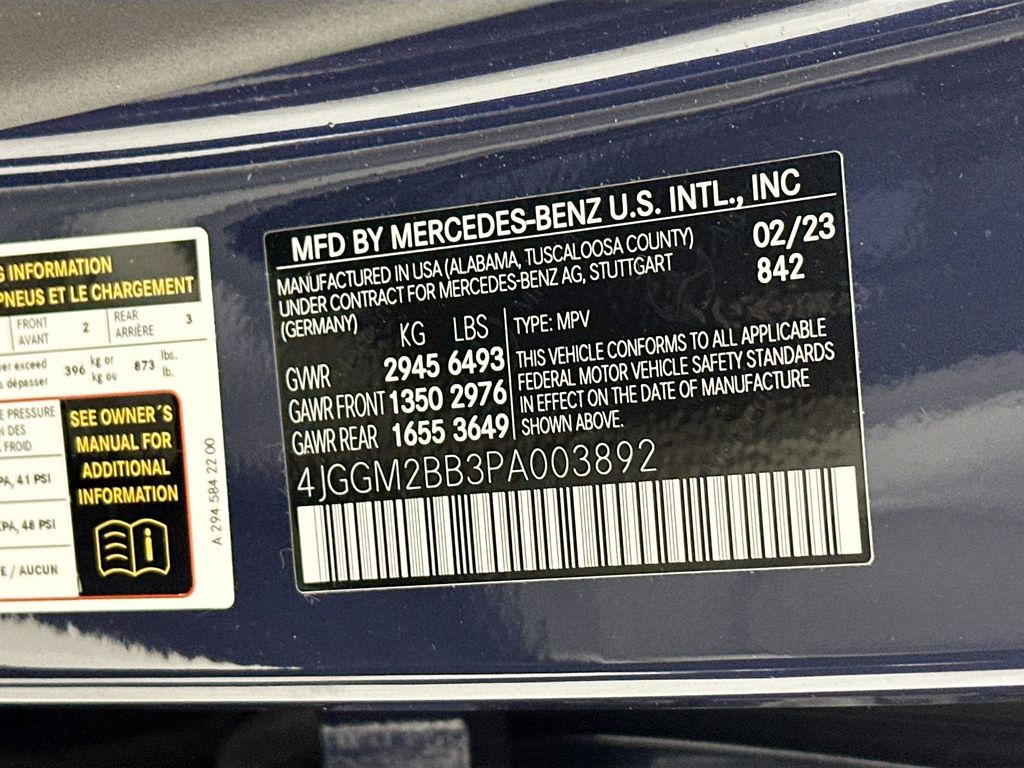 G INFORMATION
PNEUS ET LE CHARGEMENT
FRONT 2 REAR 3
AVANT ARRIÈRE
exceed 396 kg or 873 lbs.
dépasser kg ou lb.
PRESSURE
DES
FROID
PA, 41 PSI
KPA, 48 PSI
E / AUCUN
SEE OWNER'S
MANUAL FOR
ADDITIONAL
INFORMATION
A 294 584 22 00
MFD BY MERCEDES-BENZ U.S. INTL., INC
MANUFACTURED IN USA (ALABAMA, TUSCALOOSA COUNTY)
UNDER CONTRACT FOR MERCEDES-BENZ AG, STUTTGART
(GERMANY)
02/23
842
KG LBS
GVWR 2945 6493
GAWR FRONT 1350 2976
GAWR REAR 1655 3649
TYPE: MPV
THIS VEHICLE CONFORMS TO ALL APPLICABLE
FEDERAL MOTOR VEHICLE SAFETY STANDARDS
IN EFFECT ON THE DATE OF MANUFACTURE
SHOWN ABOVE.
4JGGM2BB3PA003892